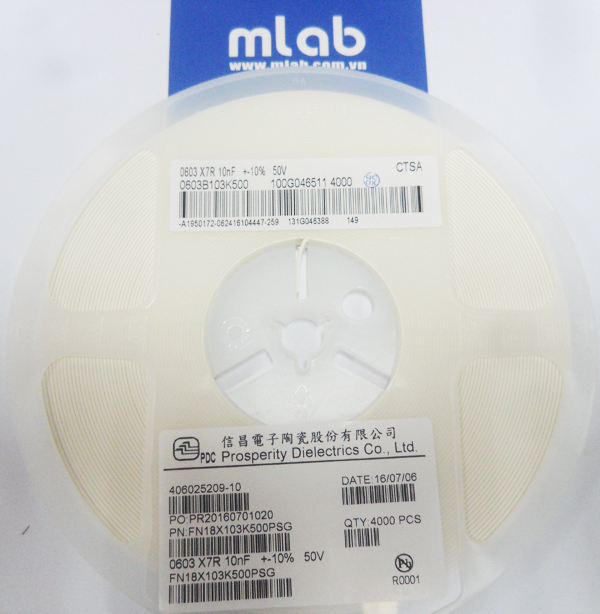 mlab
www.mlab.com.vn
0603 X7R 10nF +-10% 50V
CTSA
0603B103K500 100G046511 4000
-A1950172-062416104447-259 131G046388 149
信昌電子陶瓷股份有限公司
PDC Prosperity Dielectrics Co., Ltd.
406025209-10
DATE:16/07/06
PO:PR20160701020
PN:FN18X103K500PSG
QTY:4000 PCS
0603 X7R 10nF +-10% 50V
FN18X103K500PSG
R0001